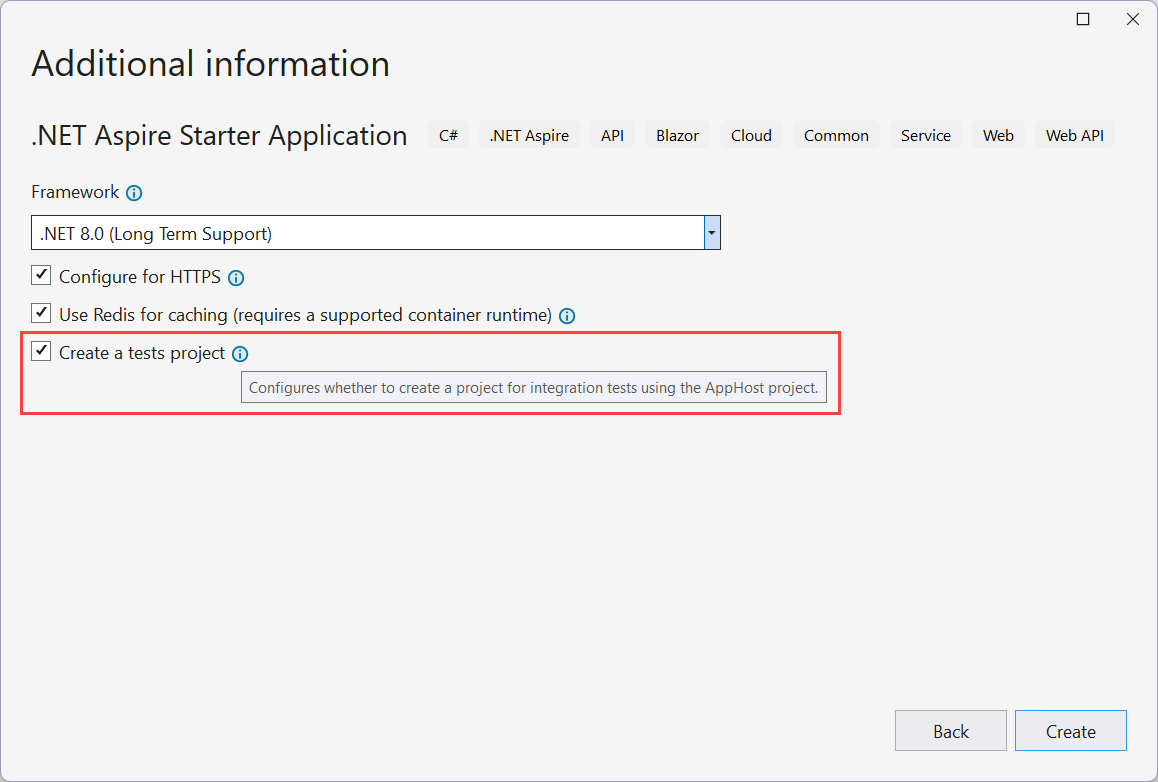 Additional information
.NET Aspire Starter Application C# .NET Aspire API Blazor Cloud Common Service Web Web API
Framework
.NET 8.0 (Long Term Support)
Configure for HTTPS
Use Redis for caching (requires a supported container runtime)
Create a tests project
Configures whether to create a project for integration tests using the AppHost project.
Back Create